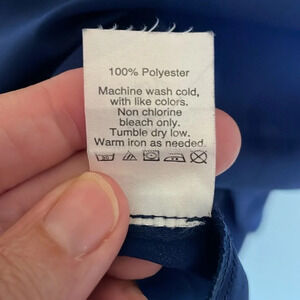 100% Polyester
Machine wash cold,
with like colors.
Non chlorine
bleach only.
Tumble dry low.
Warm iron as needed.